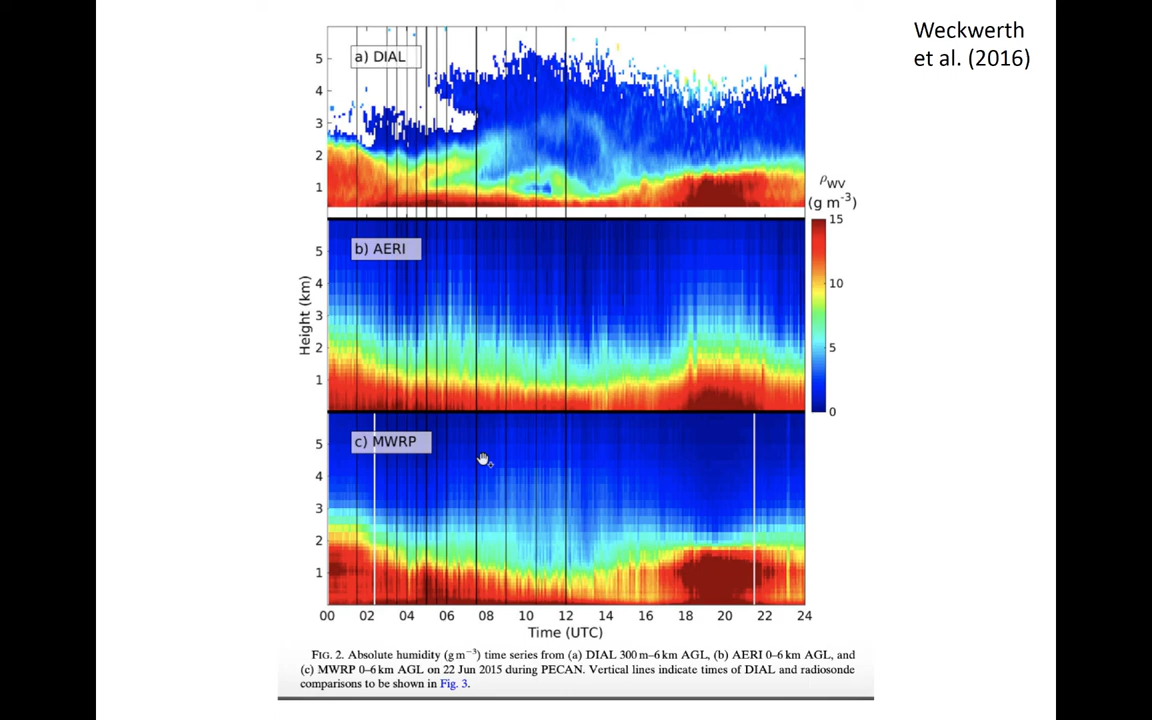 Weckwerth
et al. (2016)
a) DIAL
5
4
3
2
1
ρWV
(g m-3)
15
10
5
0
b) AERI
5
4
3
2
1
Height (km)
c) MWRP
5
4
3
2
1
00 02 04 06 08 10 12 14 16 18 20 22 24
Time (UTC)
FIG. 2. Absolute humidity (g m−3) time series from (a) DIAL 300 m–6 km AGL, (b) AERI 0–6 km AGL, and
(c) MWRP 0–6 km AGL on 22 Jun 2015 during PECAN. Vertical lines indicate times of DIAL and radiosonde
comparisons to be shown in Fig. 3.